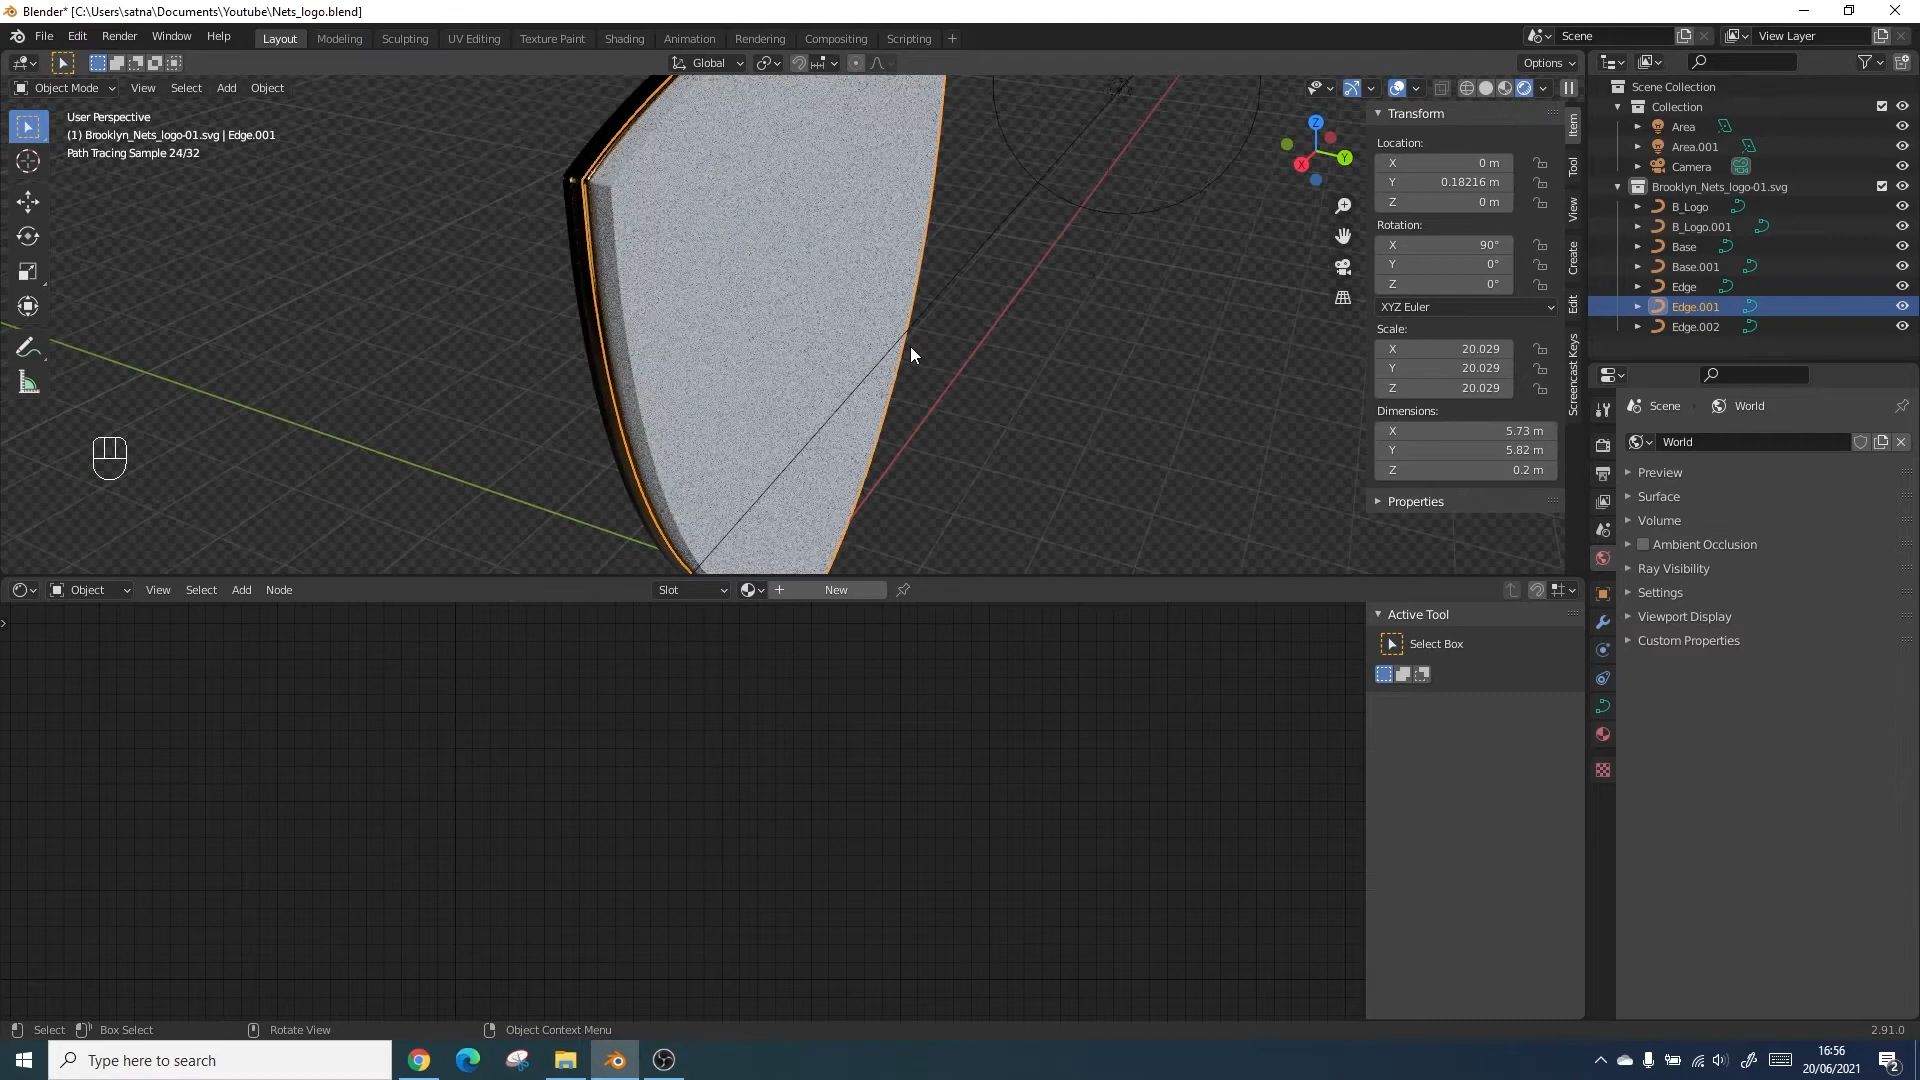 Blender* [C:\Users\satna\Documents\Youtube\Nets_logo.blend]
File Edit Render Window Help
Layout Modeling Sculpting UV Editing Texture Paint Shading Animation Rendering Compositing Scripting
Scene
View Layer
Global
Options
Object Mode View Select Add Object
User Perspective
(1) Brooklyn_Nets_logo-01.svg | Edge.001
Path Tracing Sample 24/32
Z
Y
X
Transform
Location:
X 0 m
Y 0.18216 m
Z 0 m
Rotation:
X 90°
Y 0°
Z 0°
XYZ Euler
Scale:
X 20.029
Y 20.029
Z 20.029
Dimensions:
X 5.73 m
Y 5.82 m
Z 0.2 m
Properties
Item
Tool
View
Create
Edit
Screencast Keys
Scene Collection
Collection
Area
Area.001
Camera
Brooklyn_Nets_logo-01.svg
B_Logo
B_Logo.001
Base
Base.001
Edge
Edge.001
Edge.002
Scene World
World
Preview
Surface
Volume
Ambient Occlusion
Ray Visibility
Settings
Viewport Display
Custom Properties
Object View Select Add Node
Slot
New
Active Tool
Select Box
Select Box Select Rotate View Object Context Menu
2.91.0
Type here to search
16:56
20/06/2021
2